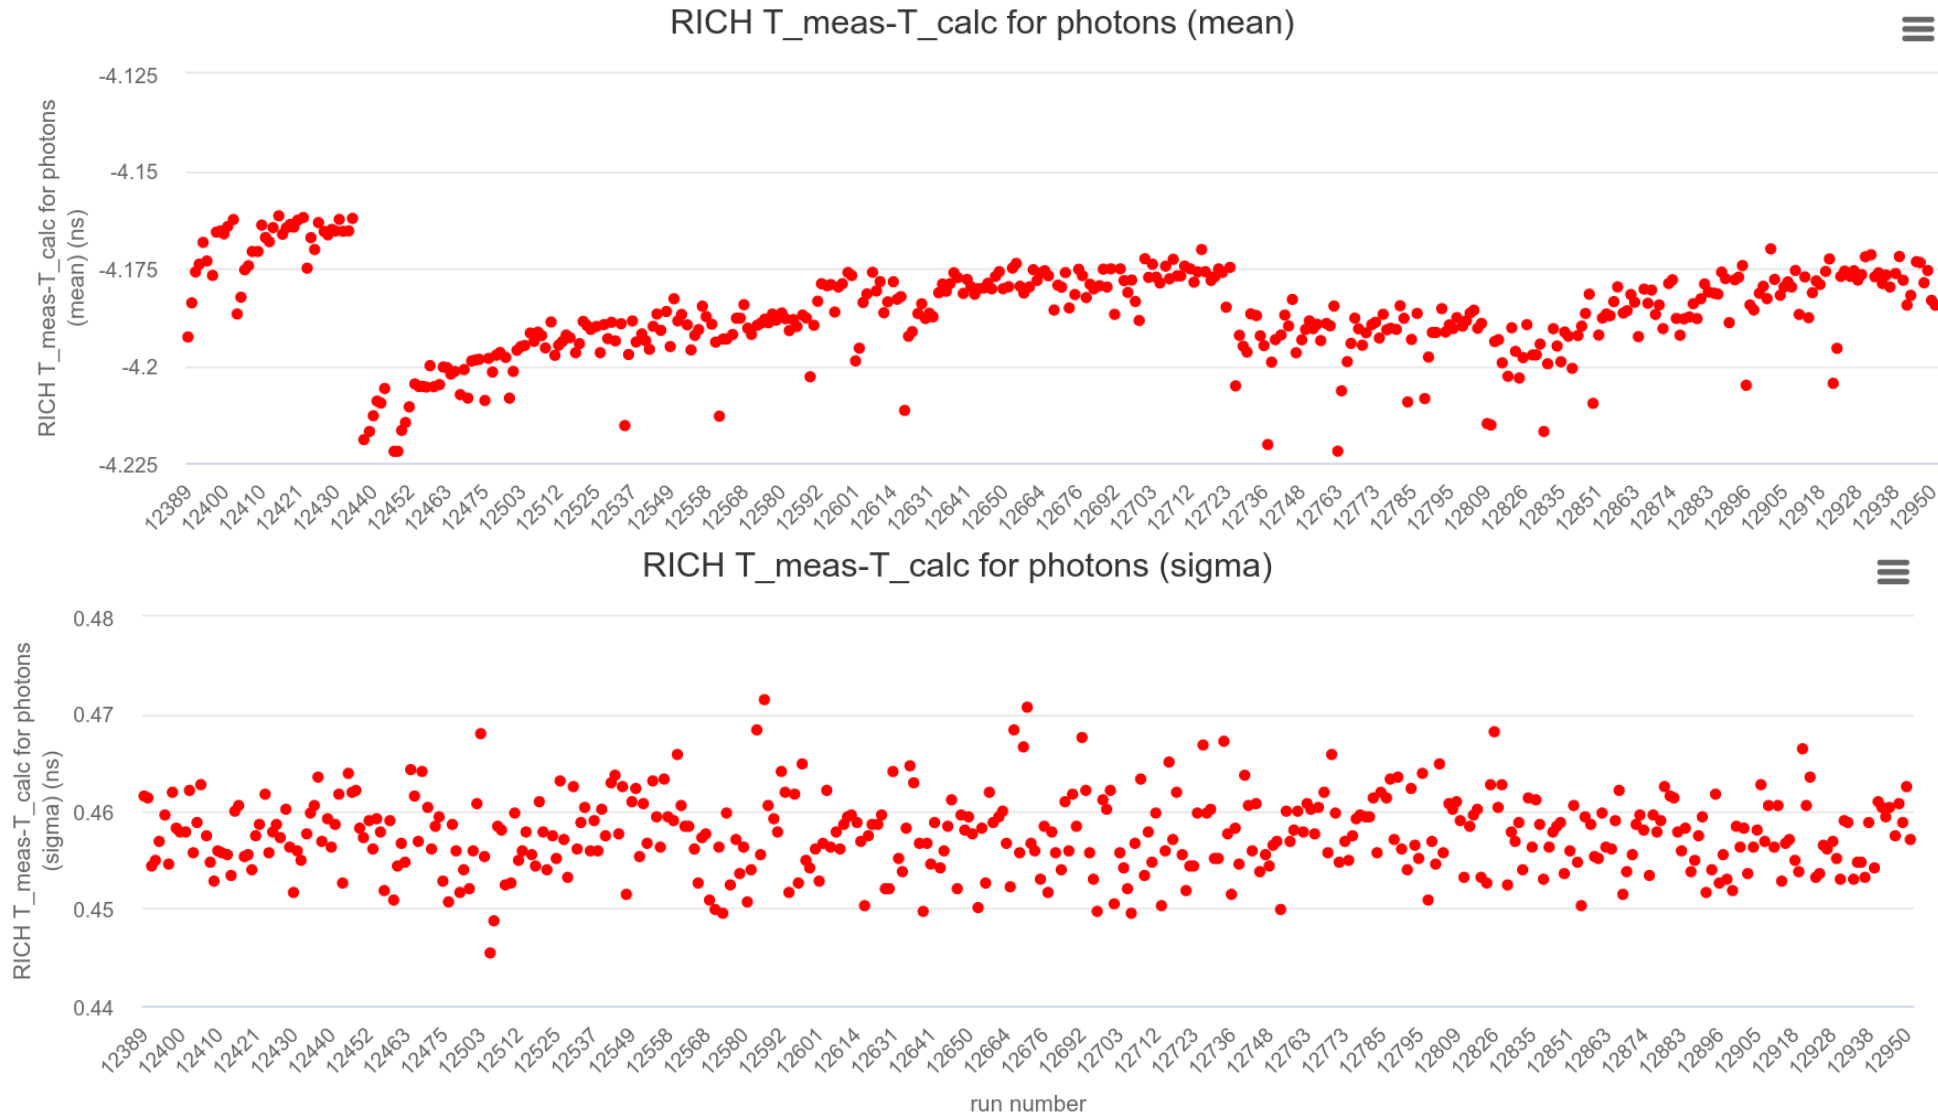 RICH T_meas-T_calc for photons (mean)
RICH T_meas-T_calc for photons
(mean) (ns)
-4.125
-4.15
-4.175
-4.2
-4.225
12389 12400 12410 12421 12430 12440 12452 12463 12475 12503 12512 12525 12537 12549 12558 12568 12580 12592 12601 12614 12631 12641 12650 12664 12676 12692 12703 12712 12723 12736 12748 12763 12773 12785 12795 12809 12826 12835 12851 12863 12874 12883 12896 12905 12918 12928 12938 12950
RICH T_meas-T_calc for photons (sigma)
RICH T_meas-T_calc for photons
(sigma) (ns)
0.48
0.47
0.46
0.45
0.44
12389 12400 12410 12421 12430 12440 12452 12463 12475 12503 12512 12525 12537 12549 12558 12568 12580 12592 12601 12614 12631 12641 12650 12664 12676 12692 12703 12712 12723 12736 12748 12763 12773 12785 12795 12809 12826 12835 12851 12863 12874 12883 12896 12905 12918 12928 12938 12950
run number